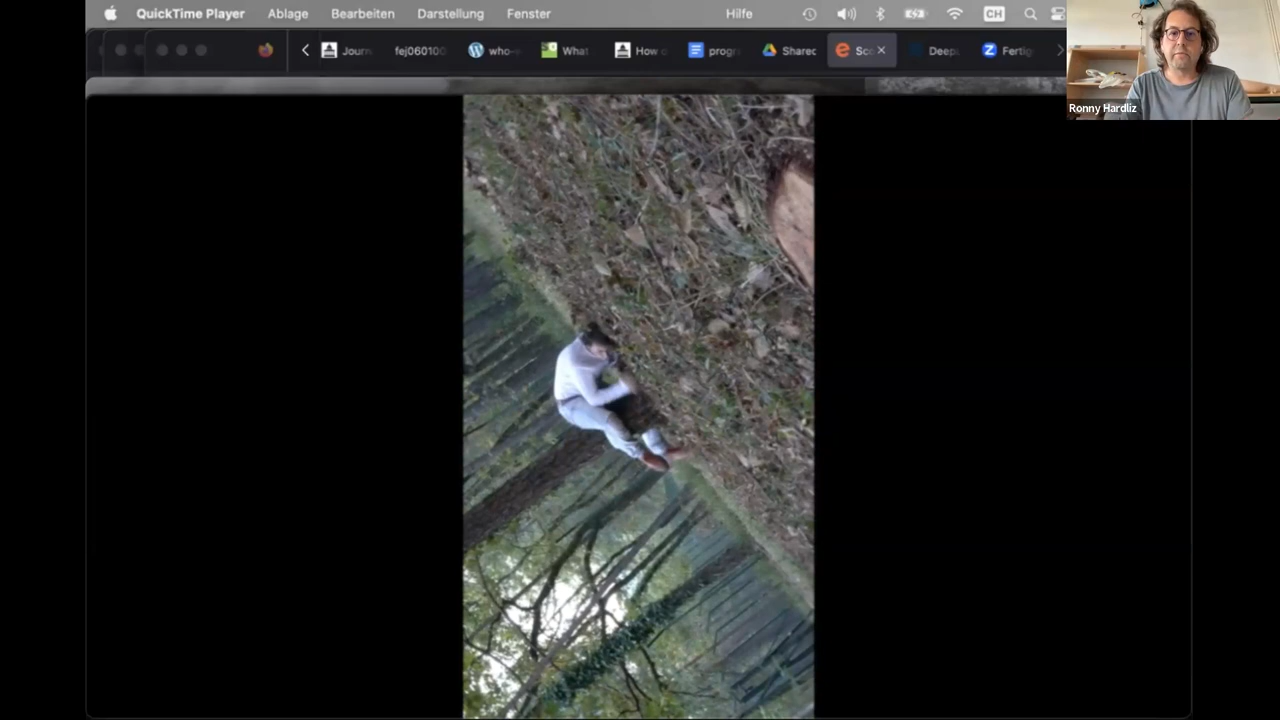 QuickTime Player Ablage Bearbeiten Darstellung Fenster Hilfe CH
Journ fej060100 who- What How progr Shared Sc Deep Fertig
Ronny Hardliz